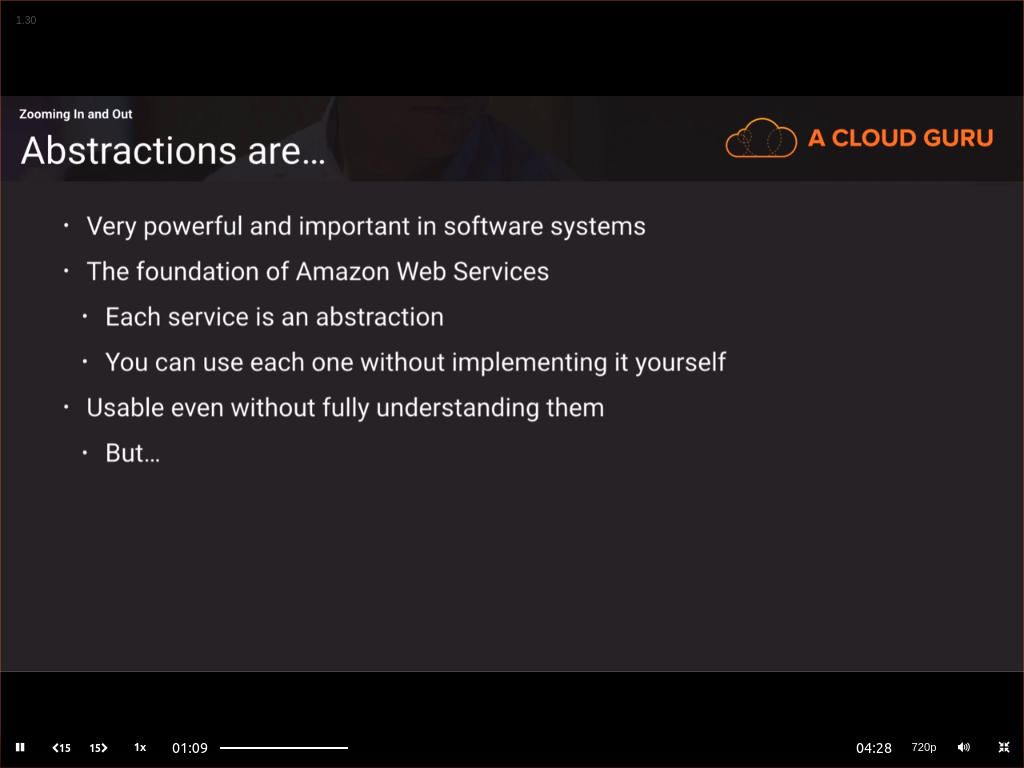 1.30
Zooming In and Out
Abstractions are…
A CLOUD GURU
· Very powerful and important in software systems
· The foundation of Amazon Web Services
· Each service is an abstraction
· You can use each one without implementing it yourself
· Usable even without fully understanding them
· But…
15 15 1x 01:09 04:28 720p